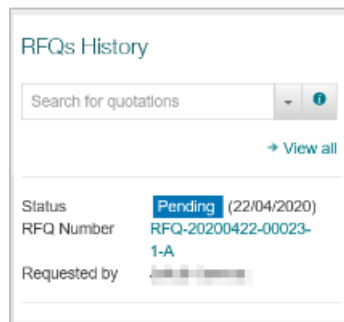 RFQs History
Search for quotations
→ View all
Status Pending (22/04/2020)
RFQ Number RFQ-20200422-00023-
1-A
Requested by